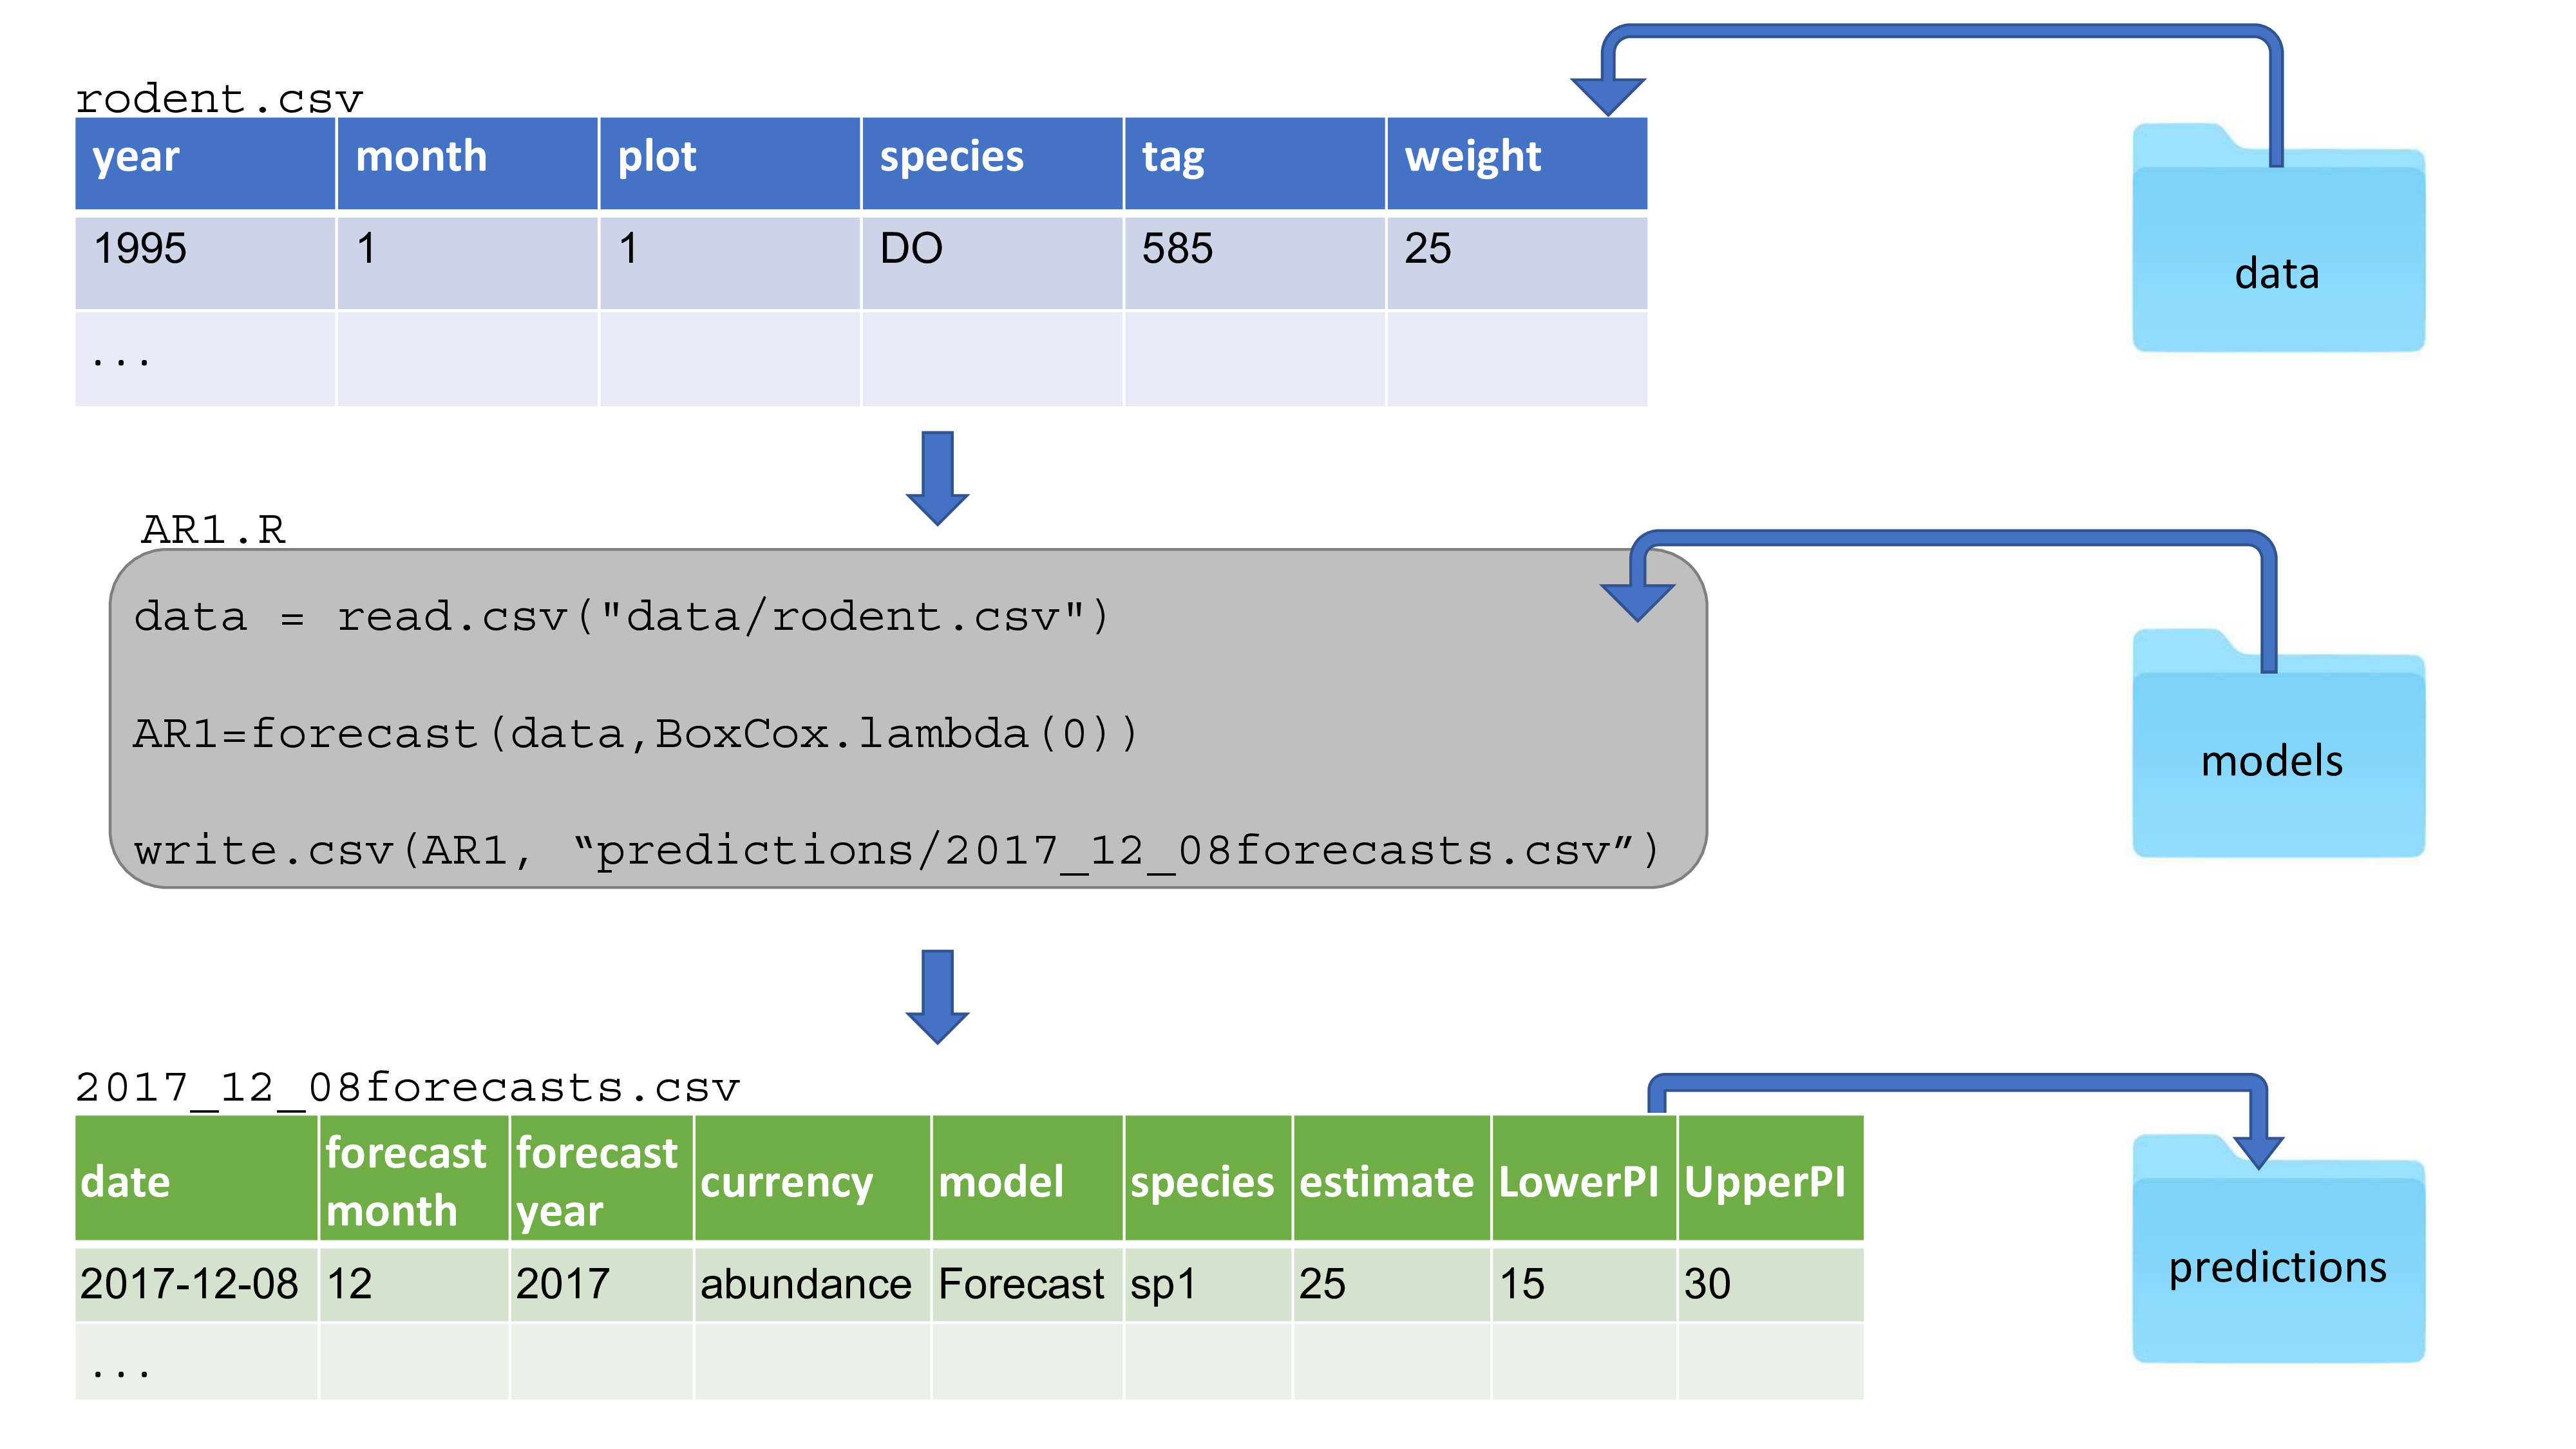 rodent.csv
year month plot species tag weight
1995 1 1 DO 585 25
...
data
AR1.R
data = read.csv("data/rodent.csv")
AR1=forecast(data,BoxCox.lambda(0))
write.csv(AR1, “predictions/2017_12_08forecasts.csv”)
models
2017_12_08forecasts.csv
date forecast month forecast year currency model species estimate LowerPI UpperPI
2017-12-08 12 2017 abundance Forecast sp1 25 15 30
...
predictions